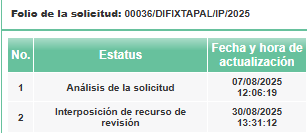 Folio de la solicitud: 00036/DIFIXTAPAL/IP/2025
No. Estatus Fecha y hora de
actualización
1 Análisis de la solicitud 07/08/2025
12:06:19
2 Interposición de recurso de
revisión 30/08/2025
13:31:12